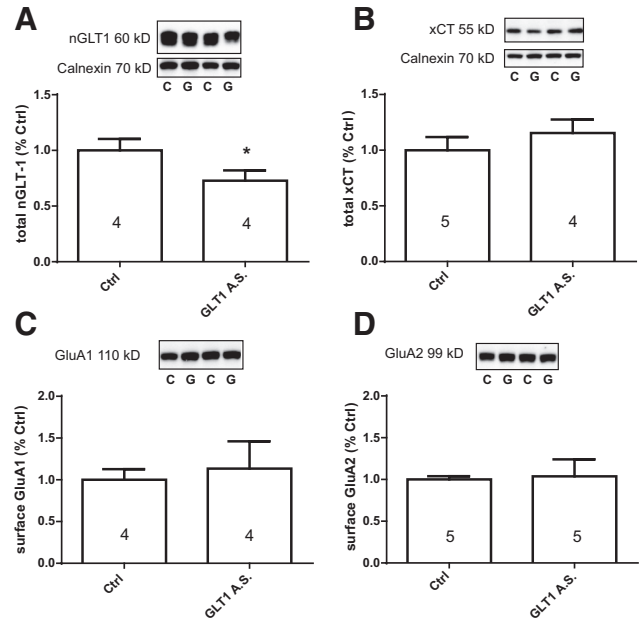 A
nGLT1 60 kD
Calnexin 70 kD
C G C G
total nGLT-1 (% Ctrl)
1.5
1.0
0.5
0.0
*
4
4
Ctrl
GLT1 A.S.
B
xCT 55 kD
Calnexin 70 kD
C G C G
total xCT (% Ctrl)
1.5
1.0
0.5
0.0
5
4
Ctrl
GLT1 A.S.
C
GluA1 110 kD
C G C G
surface GluA1 (% Ctrl)
2.0
1.5
1.0
0.5
0.0
4
4
Ctrl
GLT1 A.S.
D
GluA2 99 kD
C G C G
surface GluA2 (% Ctrl)
2.0
1.5
1.0
0.5
0.0
5
5
Ctrl
GLT1 A.S.